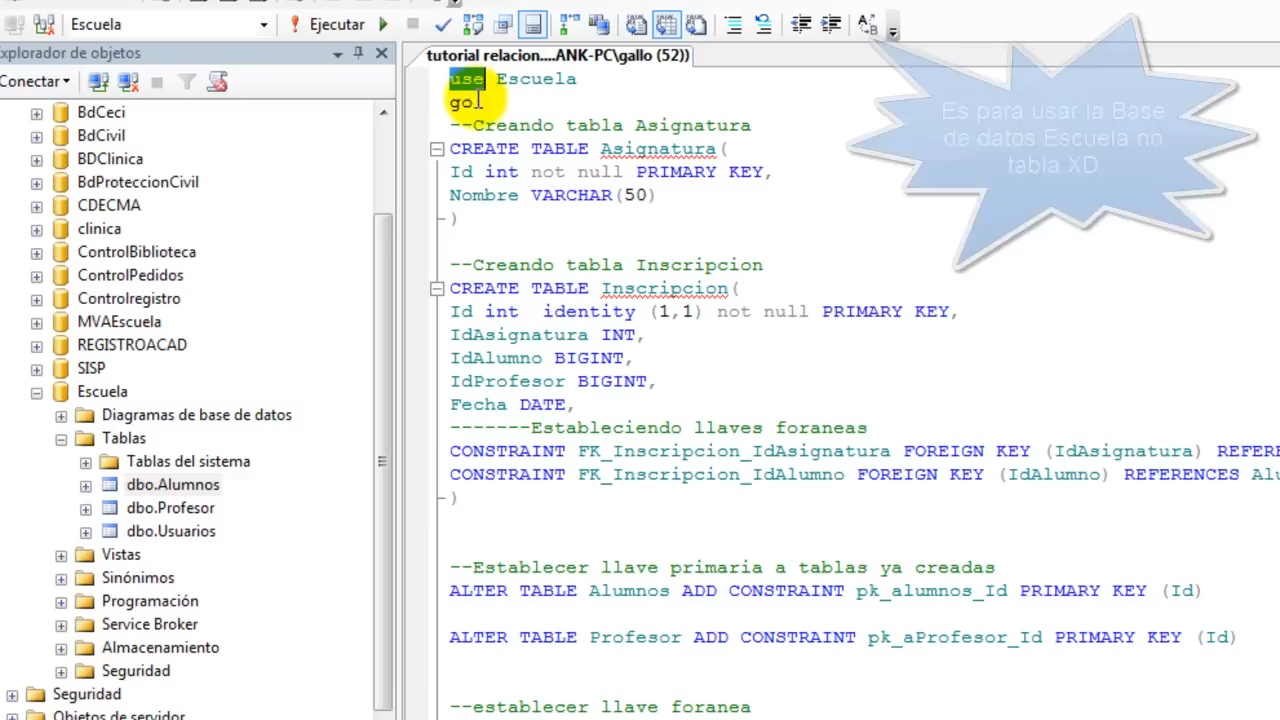 Escuela
Ejecutar
xplorador de objetos
Conectar
BdCeci
BdCivil
BDClinica
BdProteccionCivil
CDECMA
clinica
ControlBiblioteca
ControlPedidos
Controlregistro
MVAEscuela
REGISTROACAD
SISP
Escuela
Diagramas de base de datos
Tablas
Tablas del sistema
dbo.Alumnos
dbo.Profesor
dbo.Usuarios
Vistas
Sinónimos
Programación
Service Broker
Almacenamiento
Seguridad
Seguridad
Objetos de servidor
tutorial relacion....ANK-PC\gallo (52))
use Escuela
go
--Creando tabla Asignatura
CREATE TABLE Asignatura(
Id int not null PRIMARY KEY,
Nombre VARCHAR(50)
)
--Creando tabla Inscripcion
CREATE TABLE Inscripcion(
Id int  identity (1,1) not null PRIMARY KEY,
IdAsignatura INT,
IdAlumno BIGINT,
IdProfesor BIGINT,
Fecha DATE,
-------Estableciendo llaves foraneas
CONSTRAINT FK_Inscripcion_IdAsignatura FOREIGN KEY (IdAsignatura) REFERE
CONSTRAINT FK_Inscripcion_IdAlumno FOREIGN KEY (IdAlumno) REFERENCES Alu
)
--Establecer llave primaria a tablas ya creadas
ALTER TABLE Alumnos ADD CONSTRAINT pk_alumnos_Id PRIMARY KEY (Id)
ALTER TABLE Profesor ADD CONSTRAINT pk_aProfesor_Id PRIMARY KEY (Id)
--establecer llave foranea
Es para usar la Base
de datos Escuela no
tabla XD